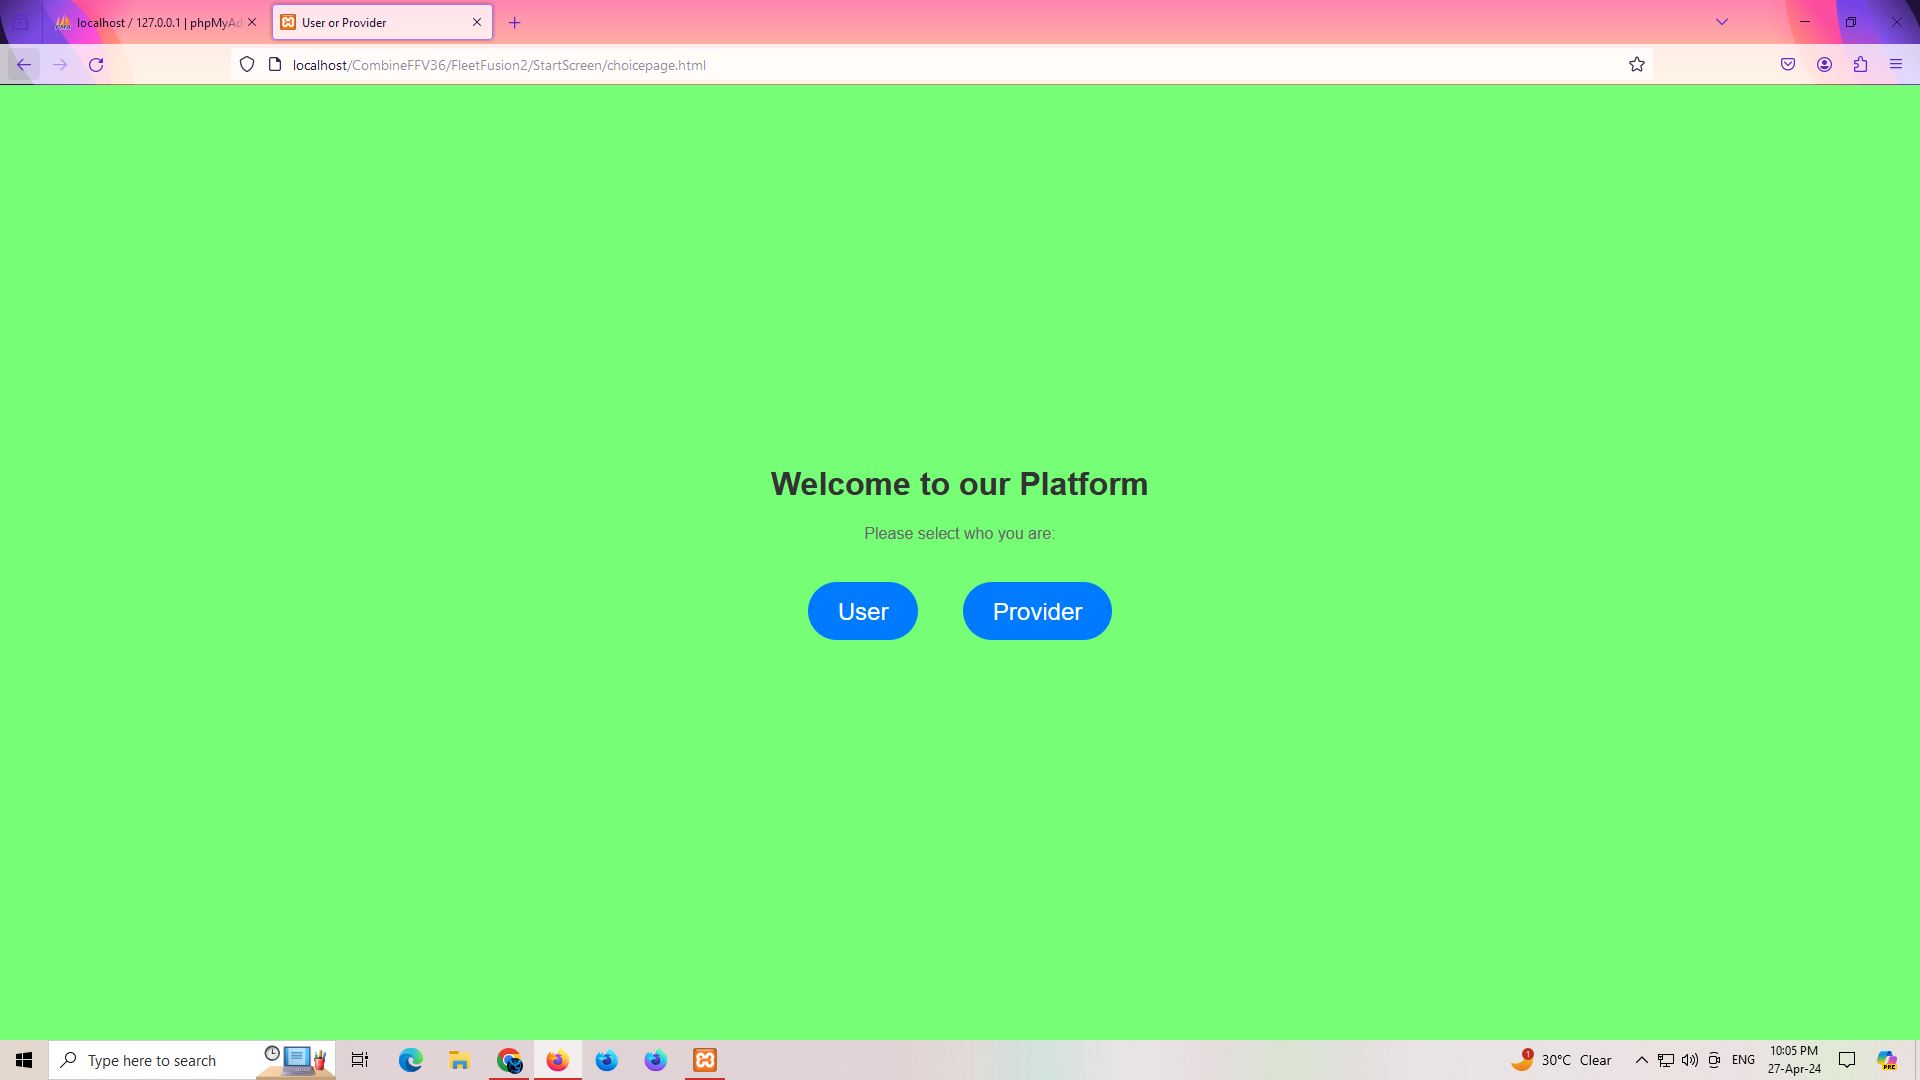 localhost / 127.0.0.1 | phpMyAd
User or Provider
localhost/CombineFFV36/FleetFusion2/StartScreen/choicepage.html
Welcome to our Platform
Please select who you are:
User
Provider
Type here to search
1
30°C Clear
ENG
10:05 PM
27-Apr-24
PRE